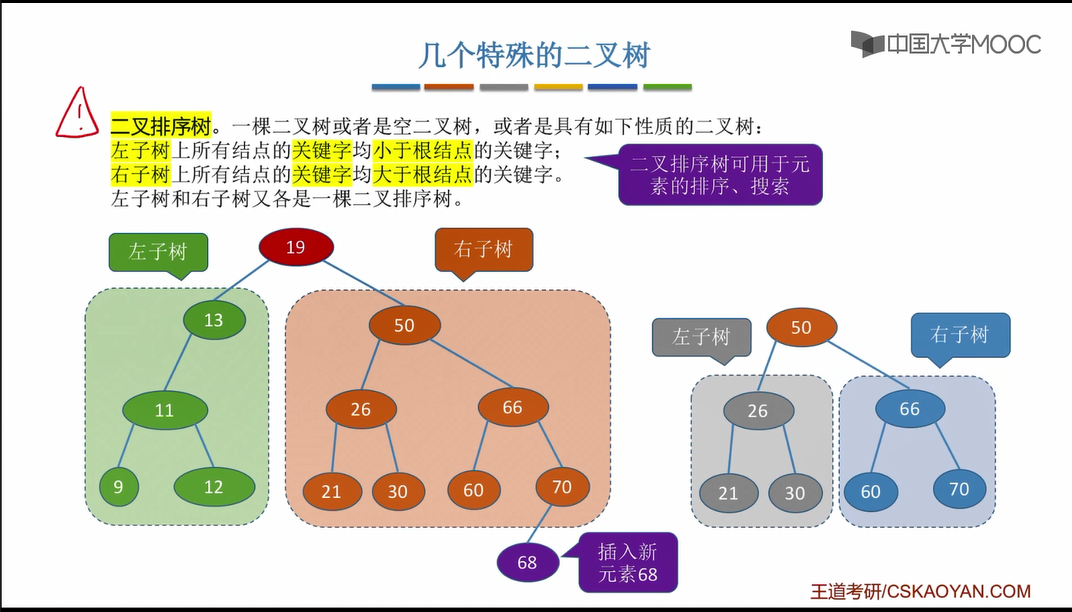 中国大学MOOC
几个特殊的二叉树
!
二叉排序树。一棵二叉树或者是空二叉树，或者是具有如下性质的二叉树：
左子树上所有结点的关键字均小于根结点的关键字；
右子树上所有结点的关键字均大于根结点的关键字。
左子树和右子树又各是一棵二叉排序树。
二叉排序树可用于元
素的排序、搜索
左子树
19
右子树
13
50
左子树
50
右子树
11
26
66
26
66
9
12
21
30
60
70
21
30
60
70
68
插入新
元素68
王道考研/CSKAOYAN.COM